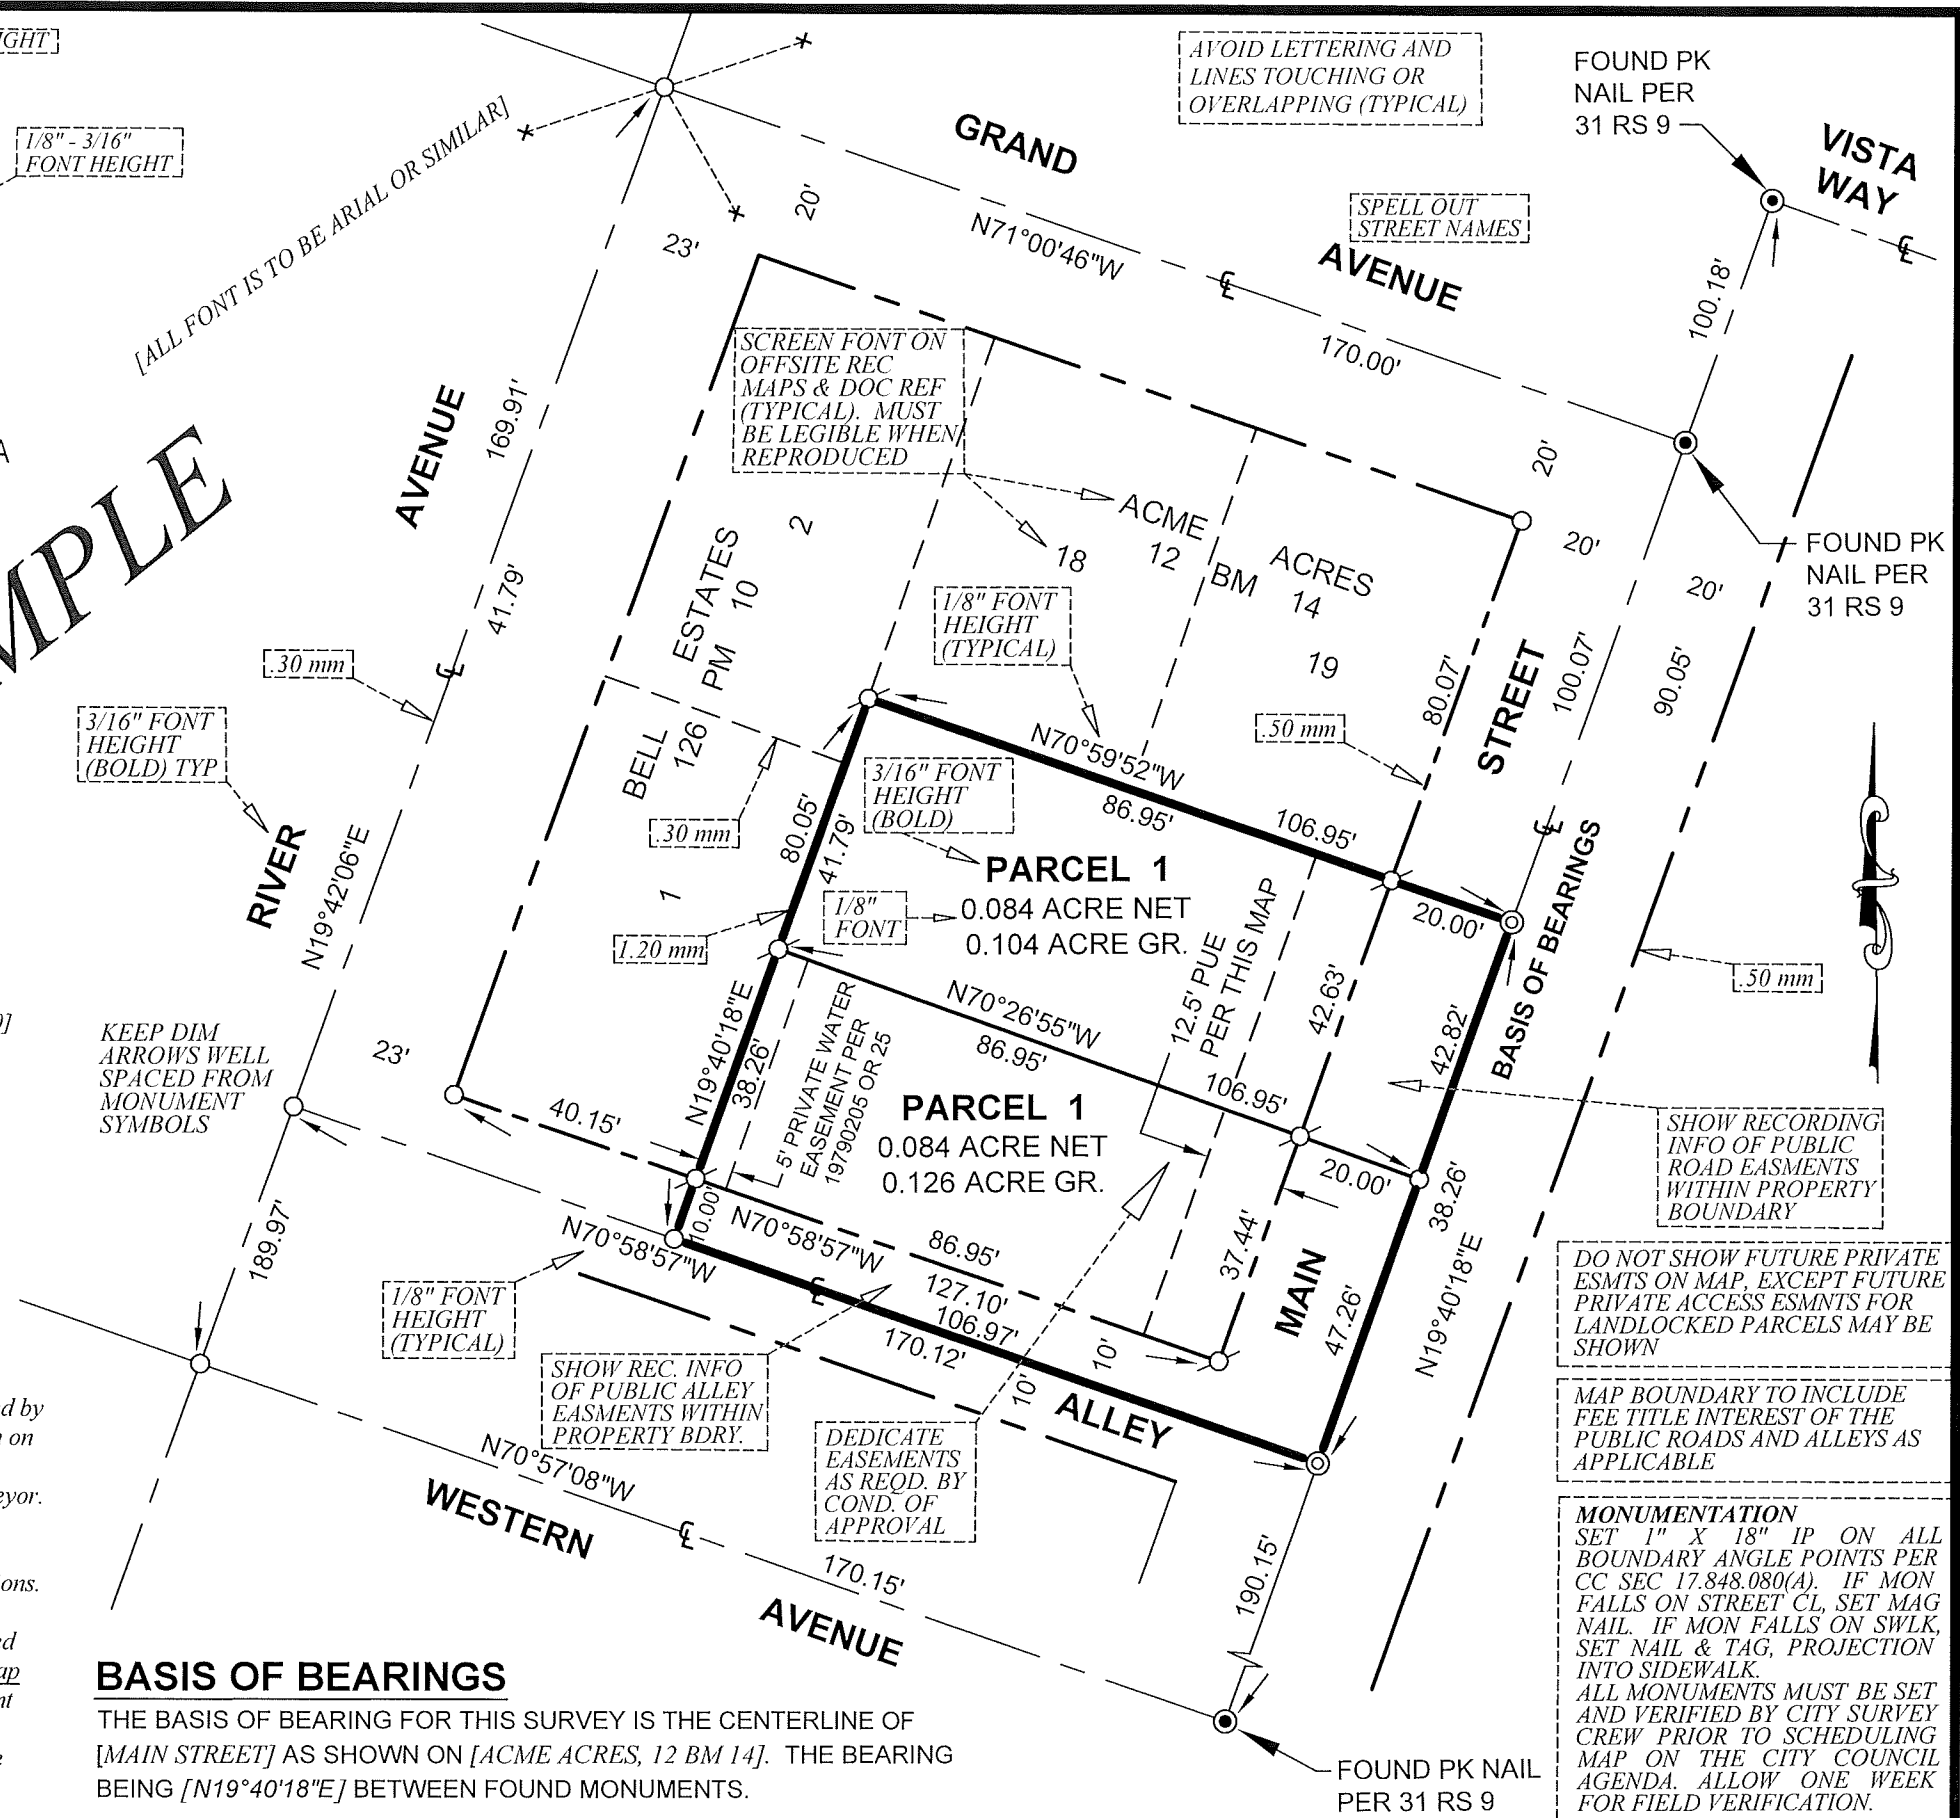 IGHT]
1/8" - 3/16"
FONT HEIGHT
[ALL FONT IS TO BE ARIAL OR SIMILAR]
AVOID LETTERING AND
LINES TOUCHING OR
OVERLAPPING (TYPICAL)
FOUND PK
NAIL PER
31 RS 9
VISTA
WAY
GRAND
AVENUE
SPELL OUT
STREET NAMES
N71°00'46"W
170.00'
20'
23'
100.18'
SCREEN FONT ON
OFFSITE REC
MAPS & DOC REF
(TYPICAL). MUST
BE LEGIBLE WHEN
REPRODUCED
AVENUE
169.91'
41.79'
MPLE
ESTATES 2
PM 10
BELL
126
1
ACME ACRES
12 BM 14
18
19
20'
20'
20'
FOUND PK
NAIL PER
31 RS 9
1/8" FONT
HEIGHT
(TYPICAL)
.30 mm
.50 mm
80.07'
STREET
100.07'
90.05'
3/16" FONT
HEIGHT
(BOLD) TYP
RIVER
N19°42'06"E
.30 mm
1.20 mm
80.05'
41.79'
N70°59'52"W
86.95'
106.95'
20.00'
3/16" FONT
HEIGHT
(BOLD)
PARCEL 1
0.084 ACRE NET
0.104 ACRE GR.
1/8"
FONT
12.5' PUE
PER THIS MAP
42.63'
42.82'
BASIS OF BEARINGS
.50 mm
KEEP DIM
ARROWS WELL
SPACED FROM
MONUMENT
SYMBOLS
23'
40.15'
N19°40'18"E
38.26'
5' PRIVATE WATER
EASEMENT PER
19790205 OR 25
N70°26'55"W
86.95'
106.95'
20.00'
PARCEL 1
0.084 ACRE NET
0.126 ACRE GR.
37.44'
38.26'
MAIN
47.26'
N19°40'18"E
SHOW RECORDING
INFO OF PUBLIC
ROAD EASMENTS
WITHIN PROPERTY
BOUNDARY
189.97'
10.00'
N70°58'57"W
N70°58'57"W
86.95'
127.10'
106.97'
170.12'
10'
10'
ALLEY
1/8" FONT
HEIGHT
(TYPICAL)
SHOW REC. INFO
OF PUBLIC ALLEY
EASMENTS WITHIN
PROPERTY BDRY.
DEDICATE
EASEMENTS
AS REQD. BY
COND. OF
APPROVAL
DO NOT SHOW FUTURE PRIVATE
ESMTS ON MAP, EXCEPT FUTURE
PRIVATE ACCESS ESMNTS FOR
LANDLOCKED PARCELS MAY BE
SHOWN
MAP BOUNDARY TO INCLUDE
FEE TITLE INTEREST OF THE
PUBLIC ROADS AND ALLEYS AS
APPLICABLE
MONUMENTATION
SET 1" X 18" IP ON ALL
BOUNDARY ANGLE POINTS PER
CC SEC 17.848.080(A). IF MON
FALLS ON STREET CL, SET MAG
NAIL. IF MON FALLS ON SWLK,
SET NAIL & TAG, PROJECTION
INTO SIDEWALK.
ALL MONUMENTS MUST BE SET
AND VERIFIED BY CITY SURVEY
CREW PRIOR TO SCHEDULING
MAP ON THE CITY COUNCIL
AGENDA. ALLOW ONE WEEK
FOR FIELD VERIFICATION.
N70°57'08"W
WESTERN
170.15'
AVENUE
190.15'
FOUND PK NAIL
PER 31 RS 9
d by
on
eyor.
ons.
ed
ap
nt
BASIS OF BEARINGS
THE BASIS OF BEARING FOR THIS SURVEY IS THE CENTERLINE OF
[MAIN STREET] AS SHOWN ON [ACME ACRES, 12 BM 14]. THE BEARING
BEING [N19°40'18"E] BETWEEN FOUND MONUMENTS.